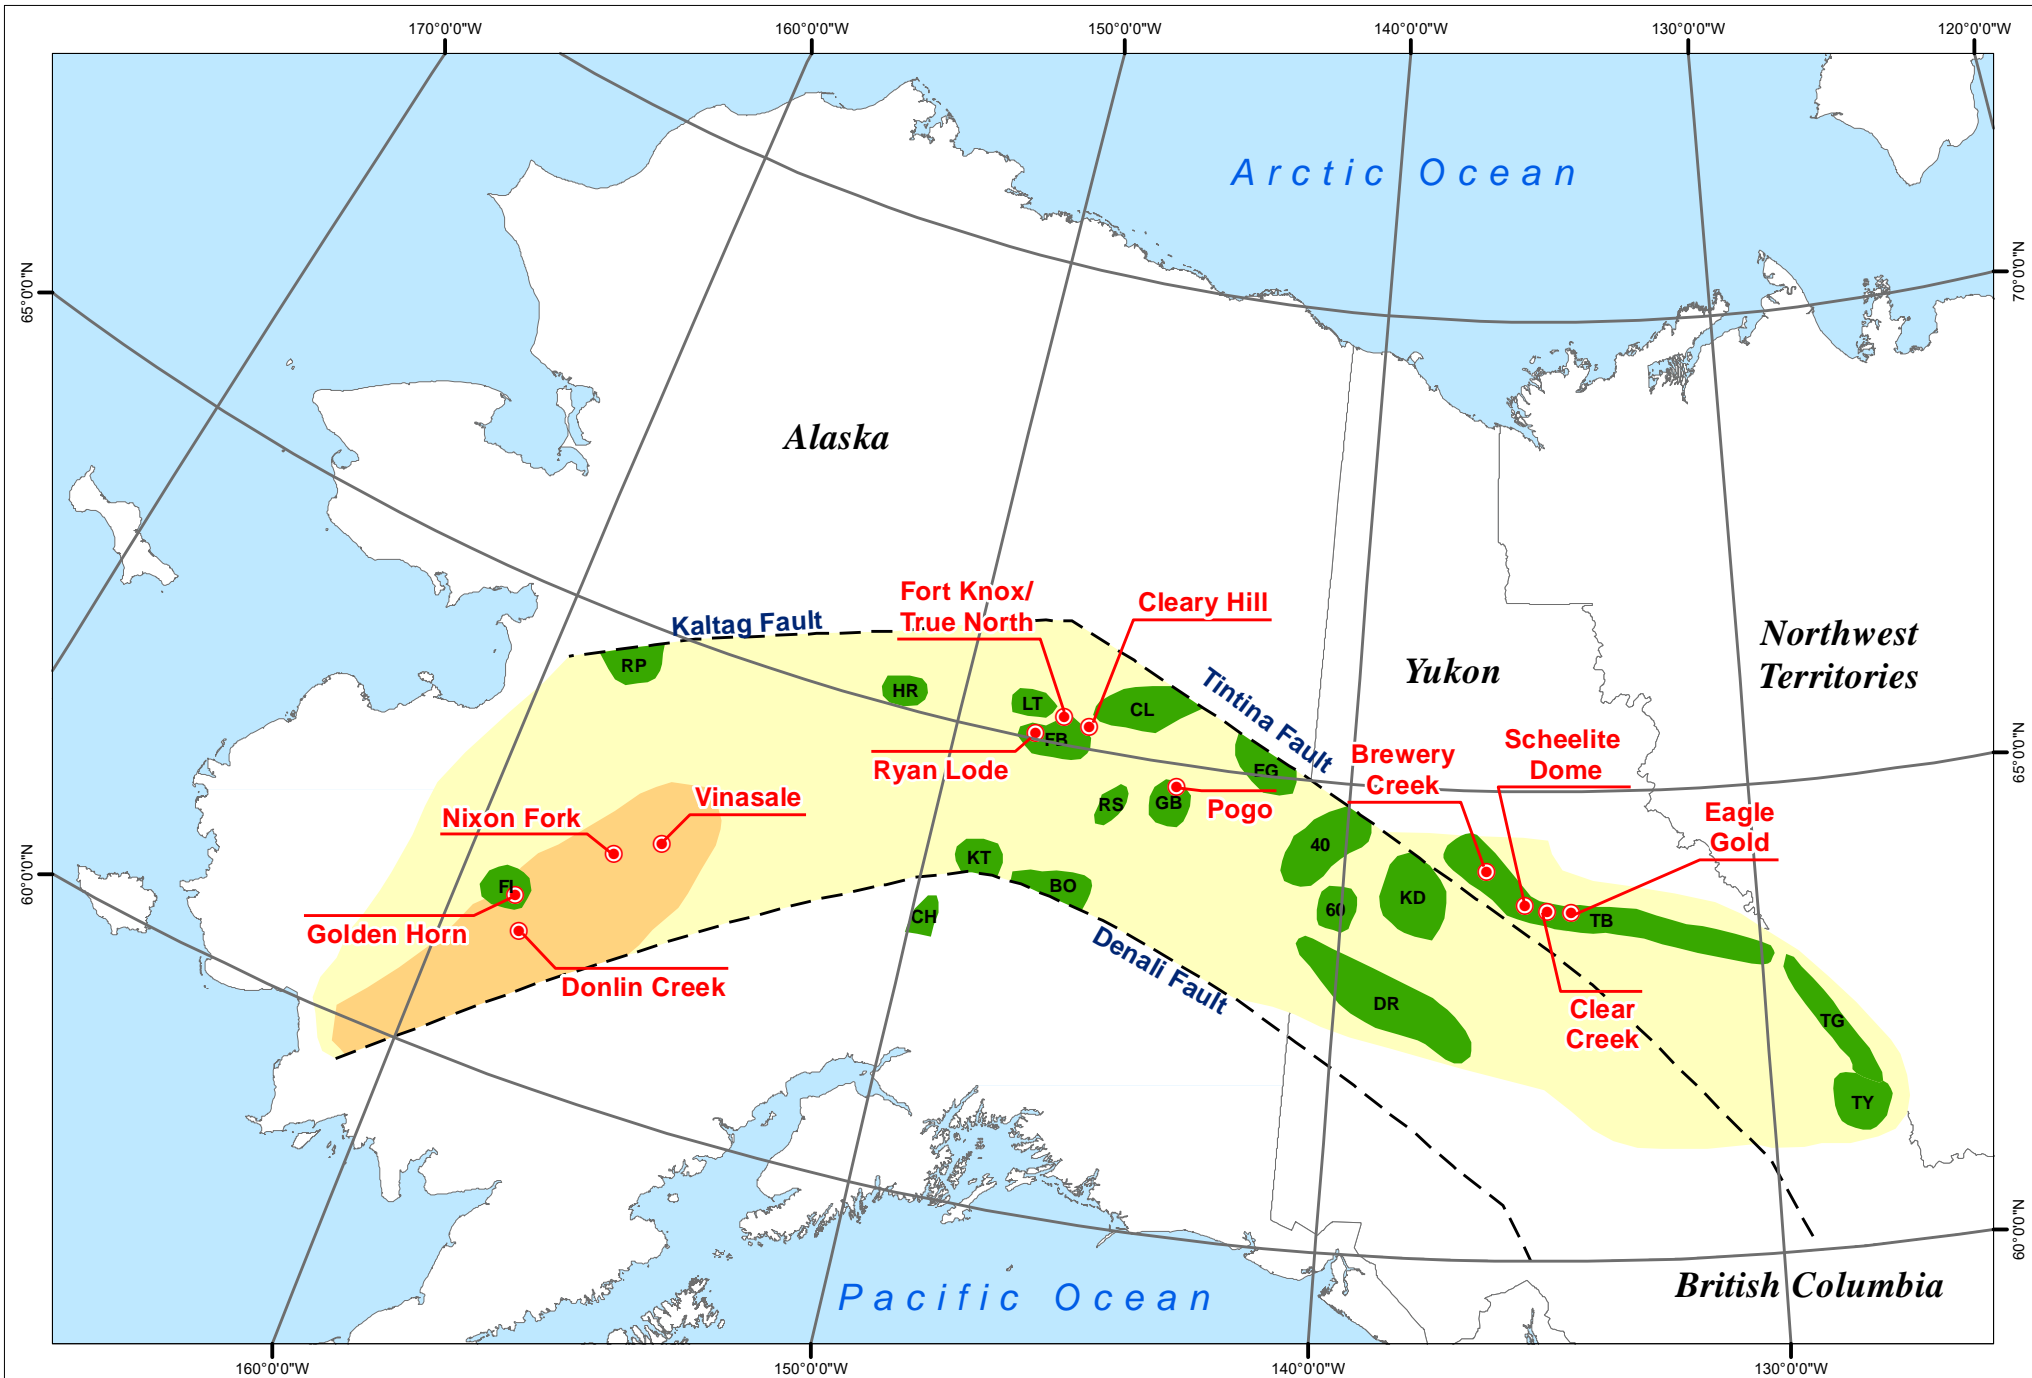 170°0'0"W
160°0'0"W
150°0'0"W
140°0'0"W
130°0'0"W
120°0'0"W
Arctic Ocean
65°0'0"N
70°0'0"N
Alaska
Fort Knox/
True North
Cleary Hill
Kaltag Fault
Northwest
Territories
Yukon
RP
HR
LT
CL
FB
Tintina Fault
Ryan Lode
EG
Brewery
Creek
Scheelite
Dome
65°0'0"N
RS
GB
Pogo
Eagle
Gold
Nixon Fork
Vinasale
40
KT
BO
60°0'0"N
FL
CH
60
KD
TB
Golden Horn
Donlin Creek
Denali Fault
DR
Clear
Creek
TG
TY
60°0'0"N
Pacific Ocean
British Columbia
160°0'0"W
150°0'0"W
140°0'0"W
130°0'0"W